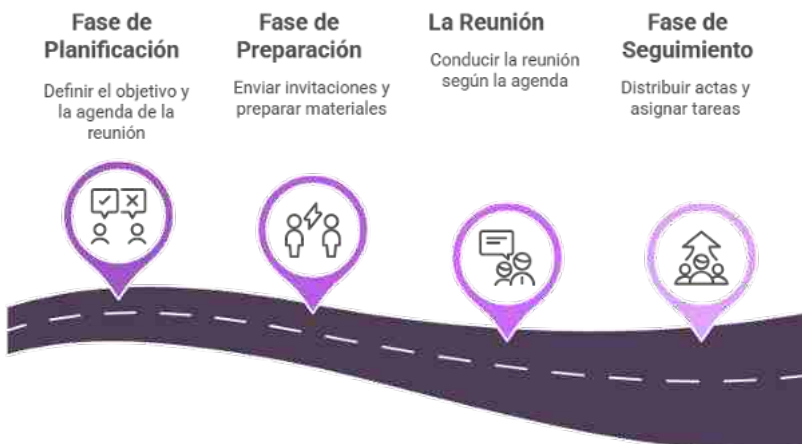 Fase de
Planificación
Definir el objetivo y
la agenda de la
reunión
Fase de
Preparación
Enviar invitaciones y
preparar materiales
La Reunión
Conducir la reunión
según la agenda
Fase de
Seguimiento
Distribuir actas y
asignar tareas